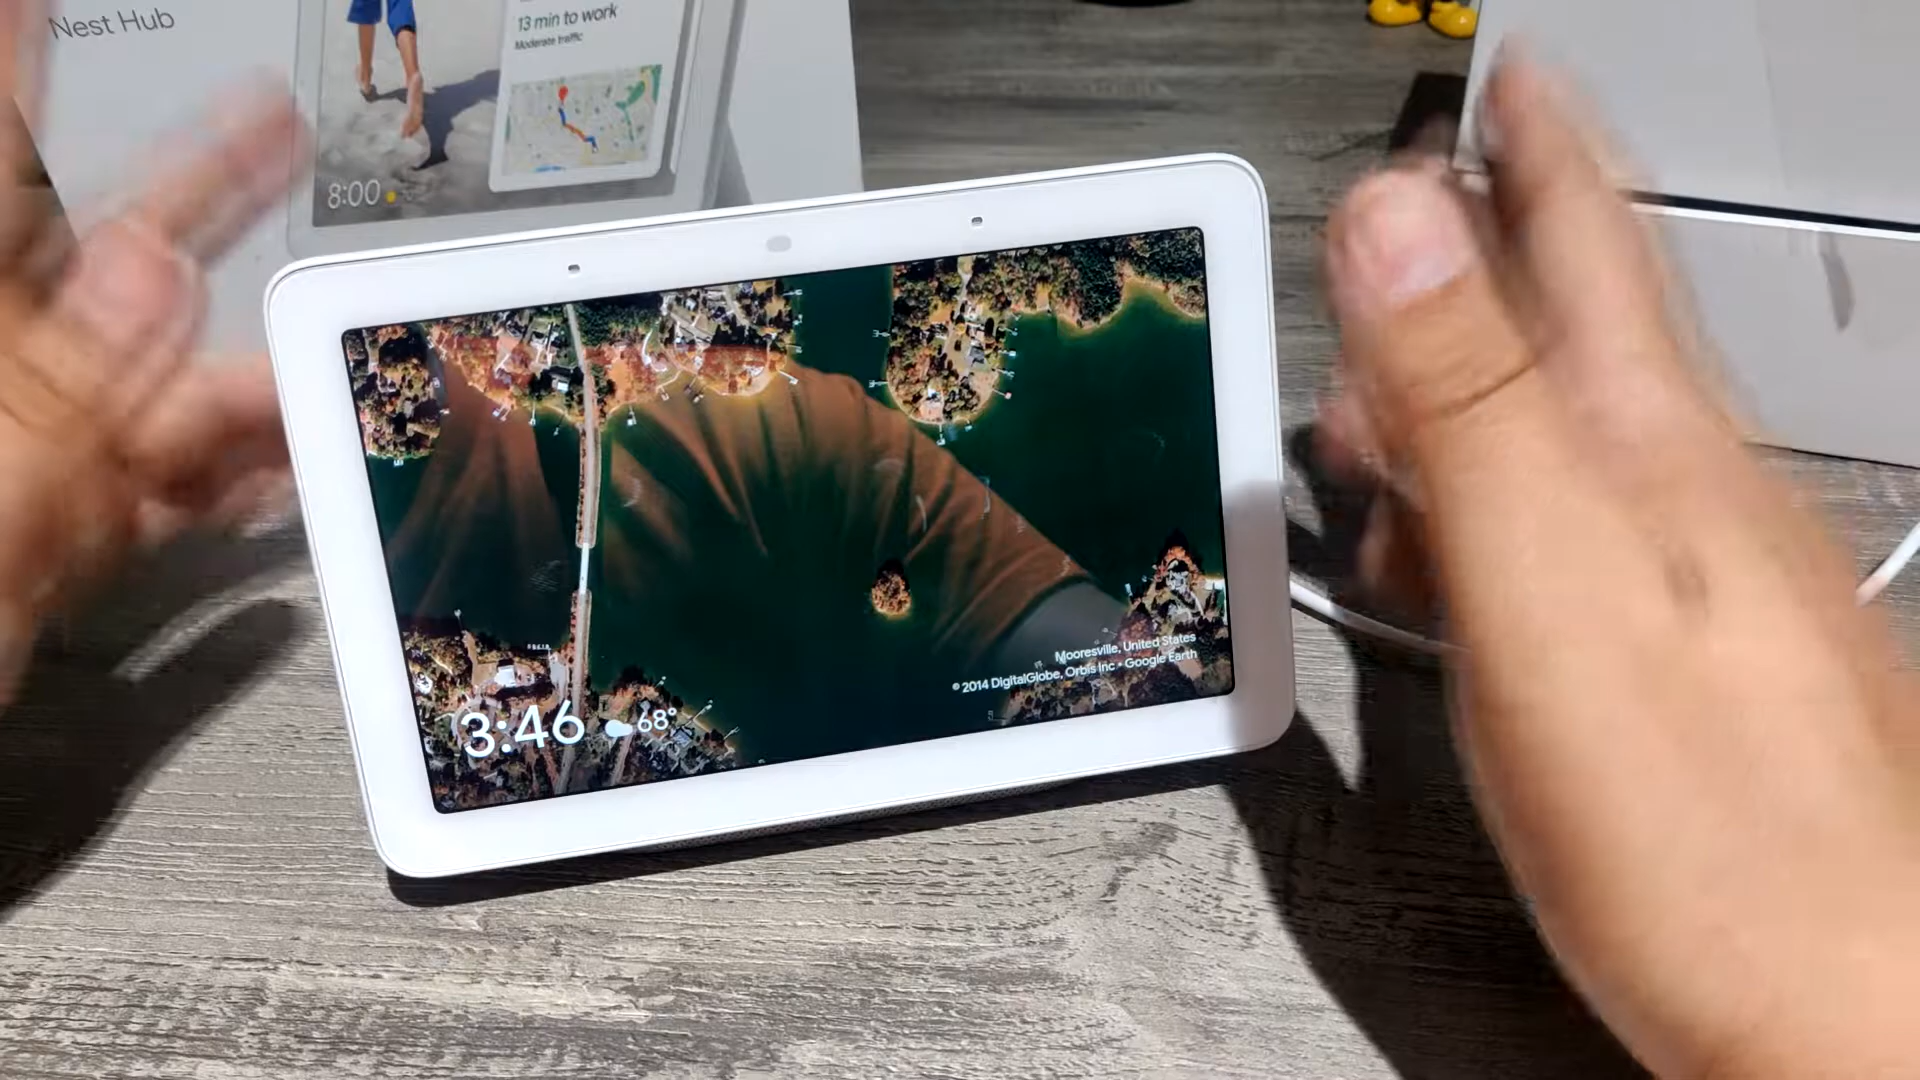 Nest Hub
13 min to work
Moderate traffic
8:00
Mooresville, United States
© 2014 DigitalGlobe, Orbis Inc • Google Earth
3:46 68°